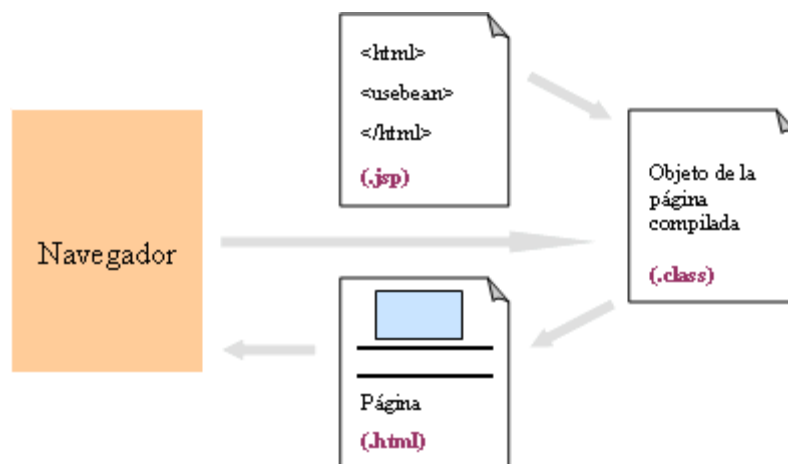 <html>
<usebean>
</html>
(.jsp)
Navegador
Objeto de la
página
compilada
(.class)
Página
(.html)